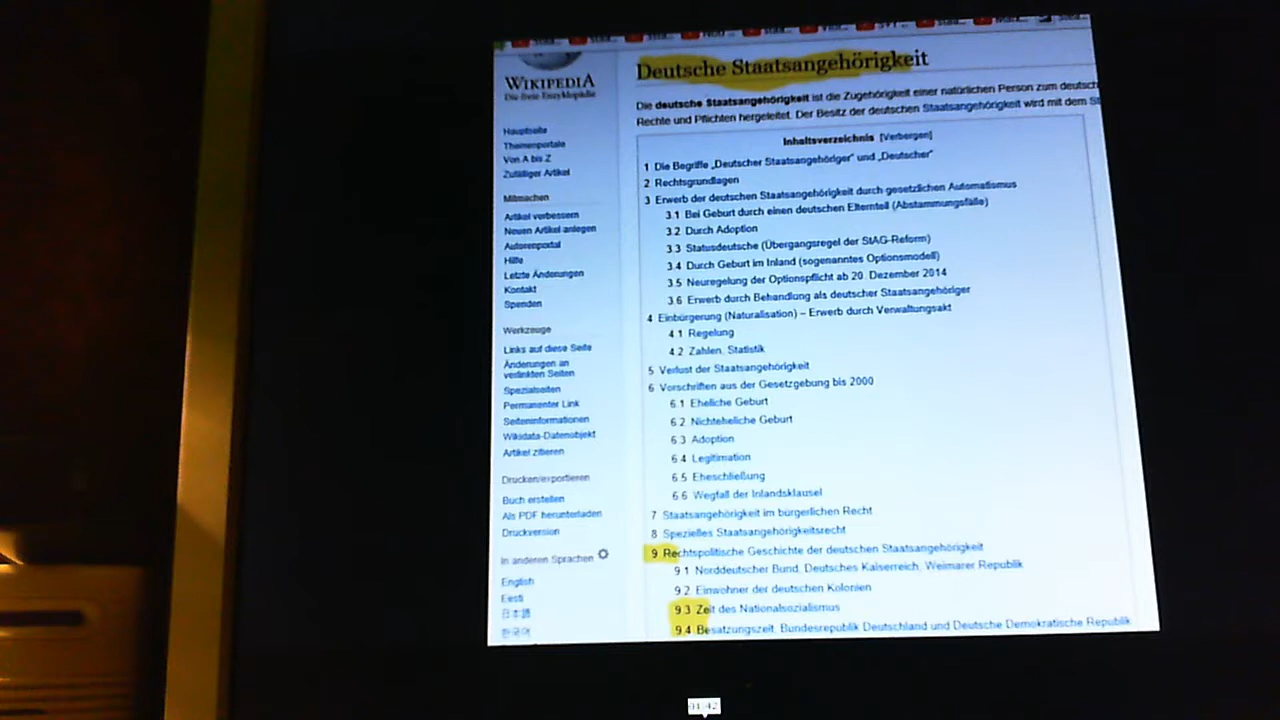 Deutsche Staatsangehörigkeit
WIKIPEDIA
Die freie Enzyklopädie
Die deutsche Staatsangehörigkeit ist die Zugehörigkeit einer natürlichen Person zum deutsch
Rechte und Pflichten hergeleitet. Der Besitz der deutschen Staatsangehörigkeit wird mit dem St
Hauptseite
Themenportale
Von A bis Z
Zufälliger Artikel
Mitmachen
Artikel verbessern
Neuen Artikel anlegen
Autorenportal
Hilfe
Letzte Änderungen
Kontakt
Spenden
Werkzeuge
Links auf diese Seite
Änderungen an
verlinkten Seiten
Spezialseiten
Permanenter Link
Seiteninformationen
Wikidata-Datenobjekt
Artikel zitieren
Drucken/exportieren
Buch erstellen
Als PDF herunterladen
Druckversion
In anderen Sprachen
English
Eesti
日本語
한국어
Inhaltsverzeichnis [Verbergen]
1 Die Begriffe „Deutscher Staatsangehöriger“ und „Deutscher“
2 Rechtsgrundlagen
3 Erwerb der deutschen Staatsangehörigkeit durch gesetzlichen Automatismus
3.1 Bei Geburt durch einen deutschen Elternteil (Abstammungsfälle)
3.2 Durch Adoption
3.3 Statusdeutsche (Übergangsregel der StAG-Reform)
3.4 Durch Geburt im Inland (sogenanntes Optionsmodell)
3.5 Neuregelung der Optionspflicht ab 20. Dezember 2014
3.6 Erwerb durch Behandlung als deutscher Staatsangehöriger
4 Einbürgerung (Naturalisation) – Erwerb durch Verwaltungsakt
4.1 Regelung
4.2 Zahlen, Statistik
5 Verlust der Staatsangehörigkeit
6 Vorschriften aus der Gesetzgebung bis 2000
6.1 Eheliche Geburt
6.2 Nichteheliche Geburt
6.3 Adoption
6.4 Legitimation
6.5 Eheschließung
6.6 Wegfall der Inlandsklausel
7 Staatsangehörigkeit im bürgerlichen Recht
8 Spezielles Staatsangehörigkeitsrecht
9 Rechtspolitische Geschichte der deutschen Staatsangehörigkeit
9.1 Norddeutscher Bund, Deutsches Kaiserreich, Weimarer Republik
9.2 Einwohner der deutschen Kolonien
9.3 Zeit des Nationalsozialismus
9.4 Besatzungszeit, Bundesrepublik Deutschland und Deutsche Demokratische Republik
01:42